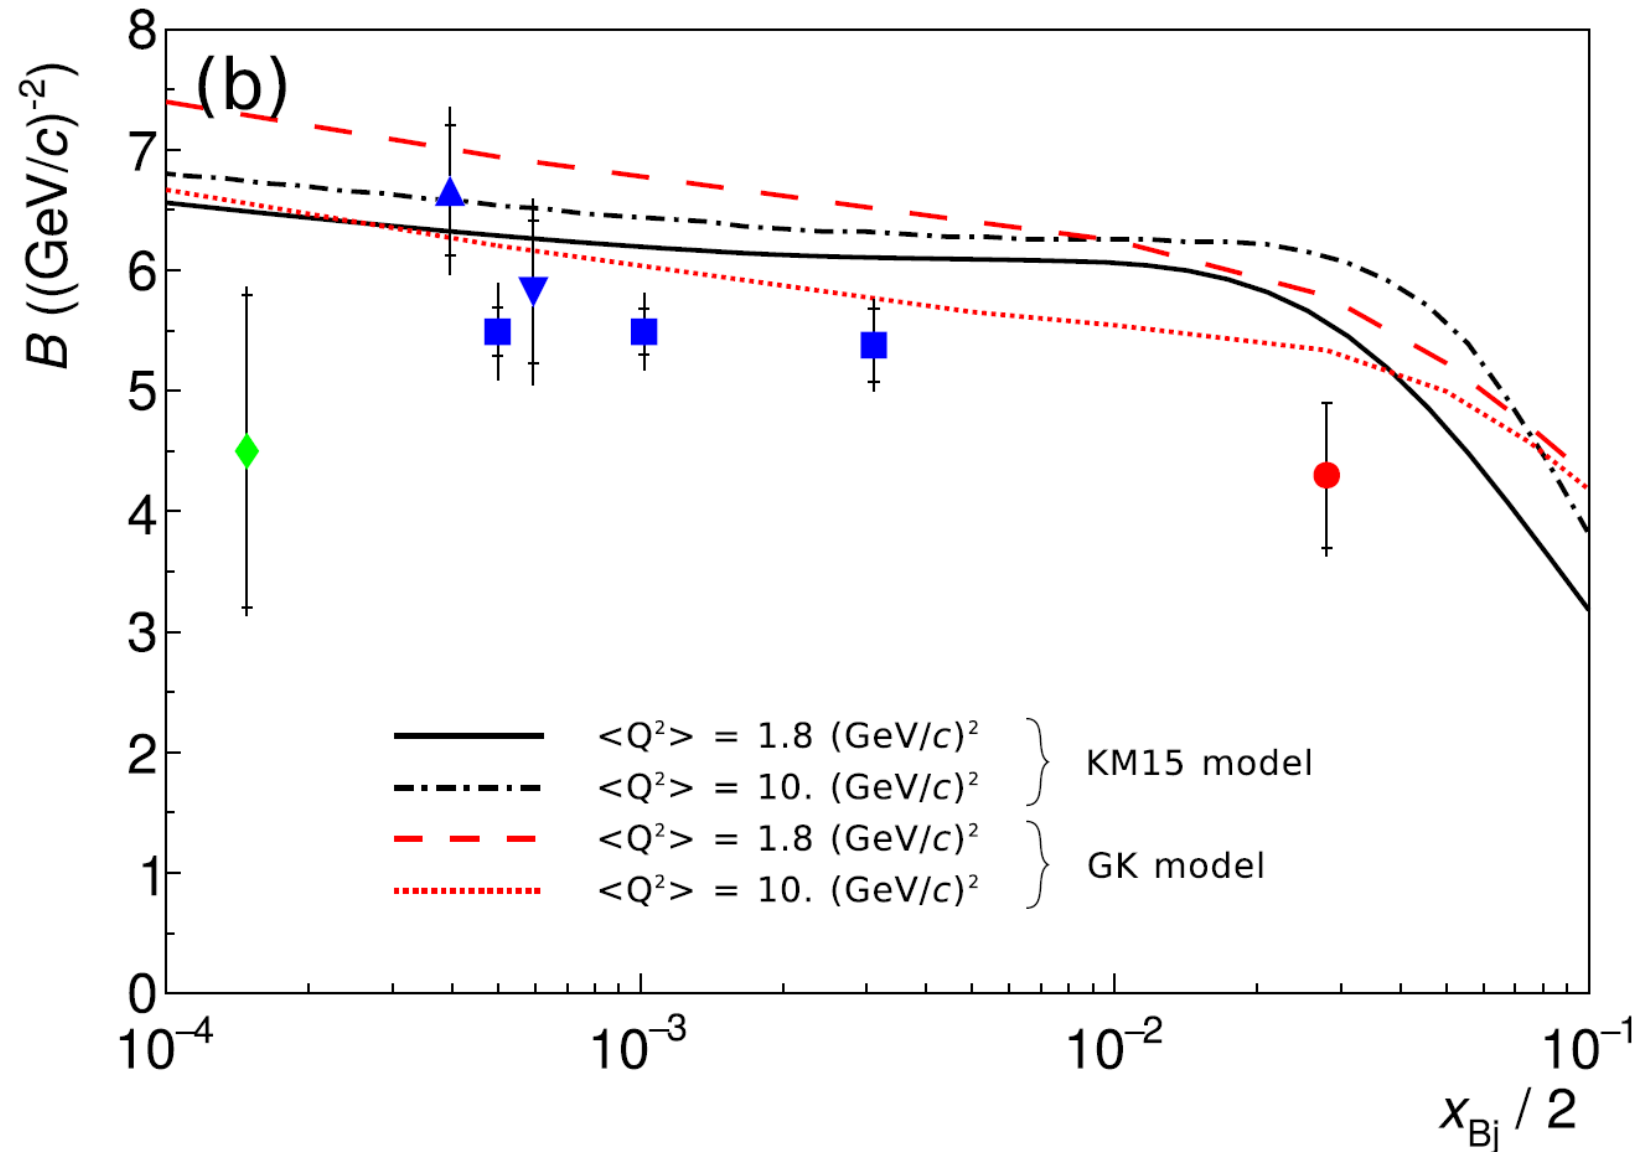 (b)
B ((GeV/c)⁻²)
8
7
6
5
4
3
2
1
0
<Q²> = 1.8 (GeV/c)²
<Q²> = 10. (GeV/c)²
KM15 model
<Q²> = 1.8 (GeV/c)²
<Q²> = 10. (GeV/c)²
GK model
10⁻⁴ 10⁻³ 10⁻² 10⁻¹
x_Bj / 2